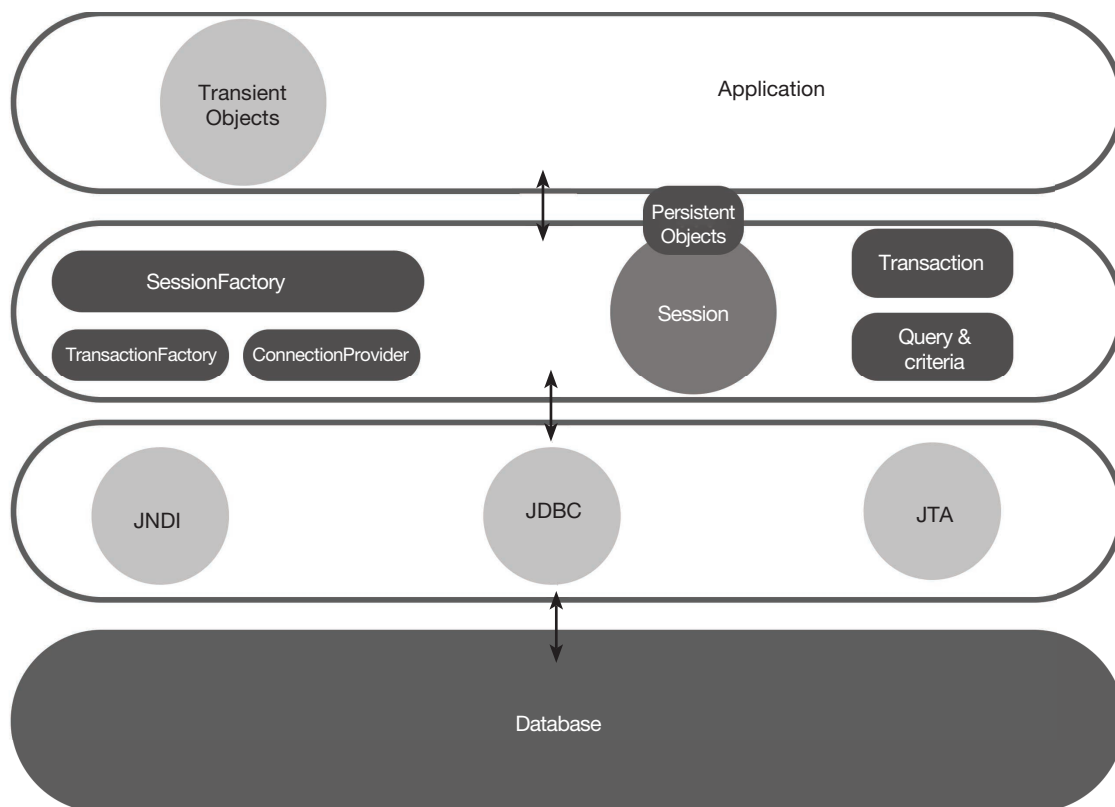 Transient
Objects
Application
Persistent
Objects
SessionFactory
Transaction
Session
TransactionFactory
ConnectionProvider
Query &
criteria
JNDI
JDBC
JTA
Database